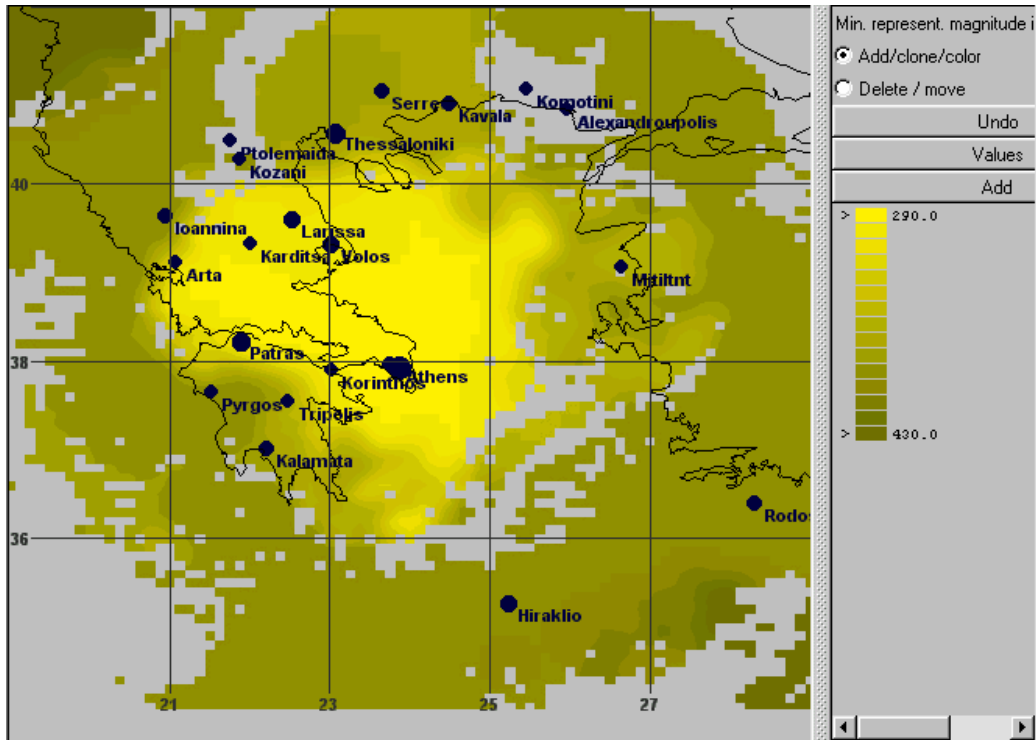 Min. represent. magnitude i
Add/clone/color
Delete / move
Undo
Values
Add
> 290.0
> 430.0
Serre
Kavala
Komotini
Alexandroupolis
Thessaloniki
Ptolemaida
Kozani
40
Ioannina
Larissa
Karditsa
Volos
Arta
Mitiltnt
38
Patras
Korinthos
Athens
Pyrgos
Tripolis
Kalamata
Rodos
36
Hiraklio
21
23
25
27